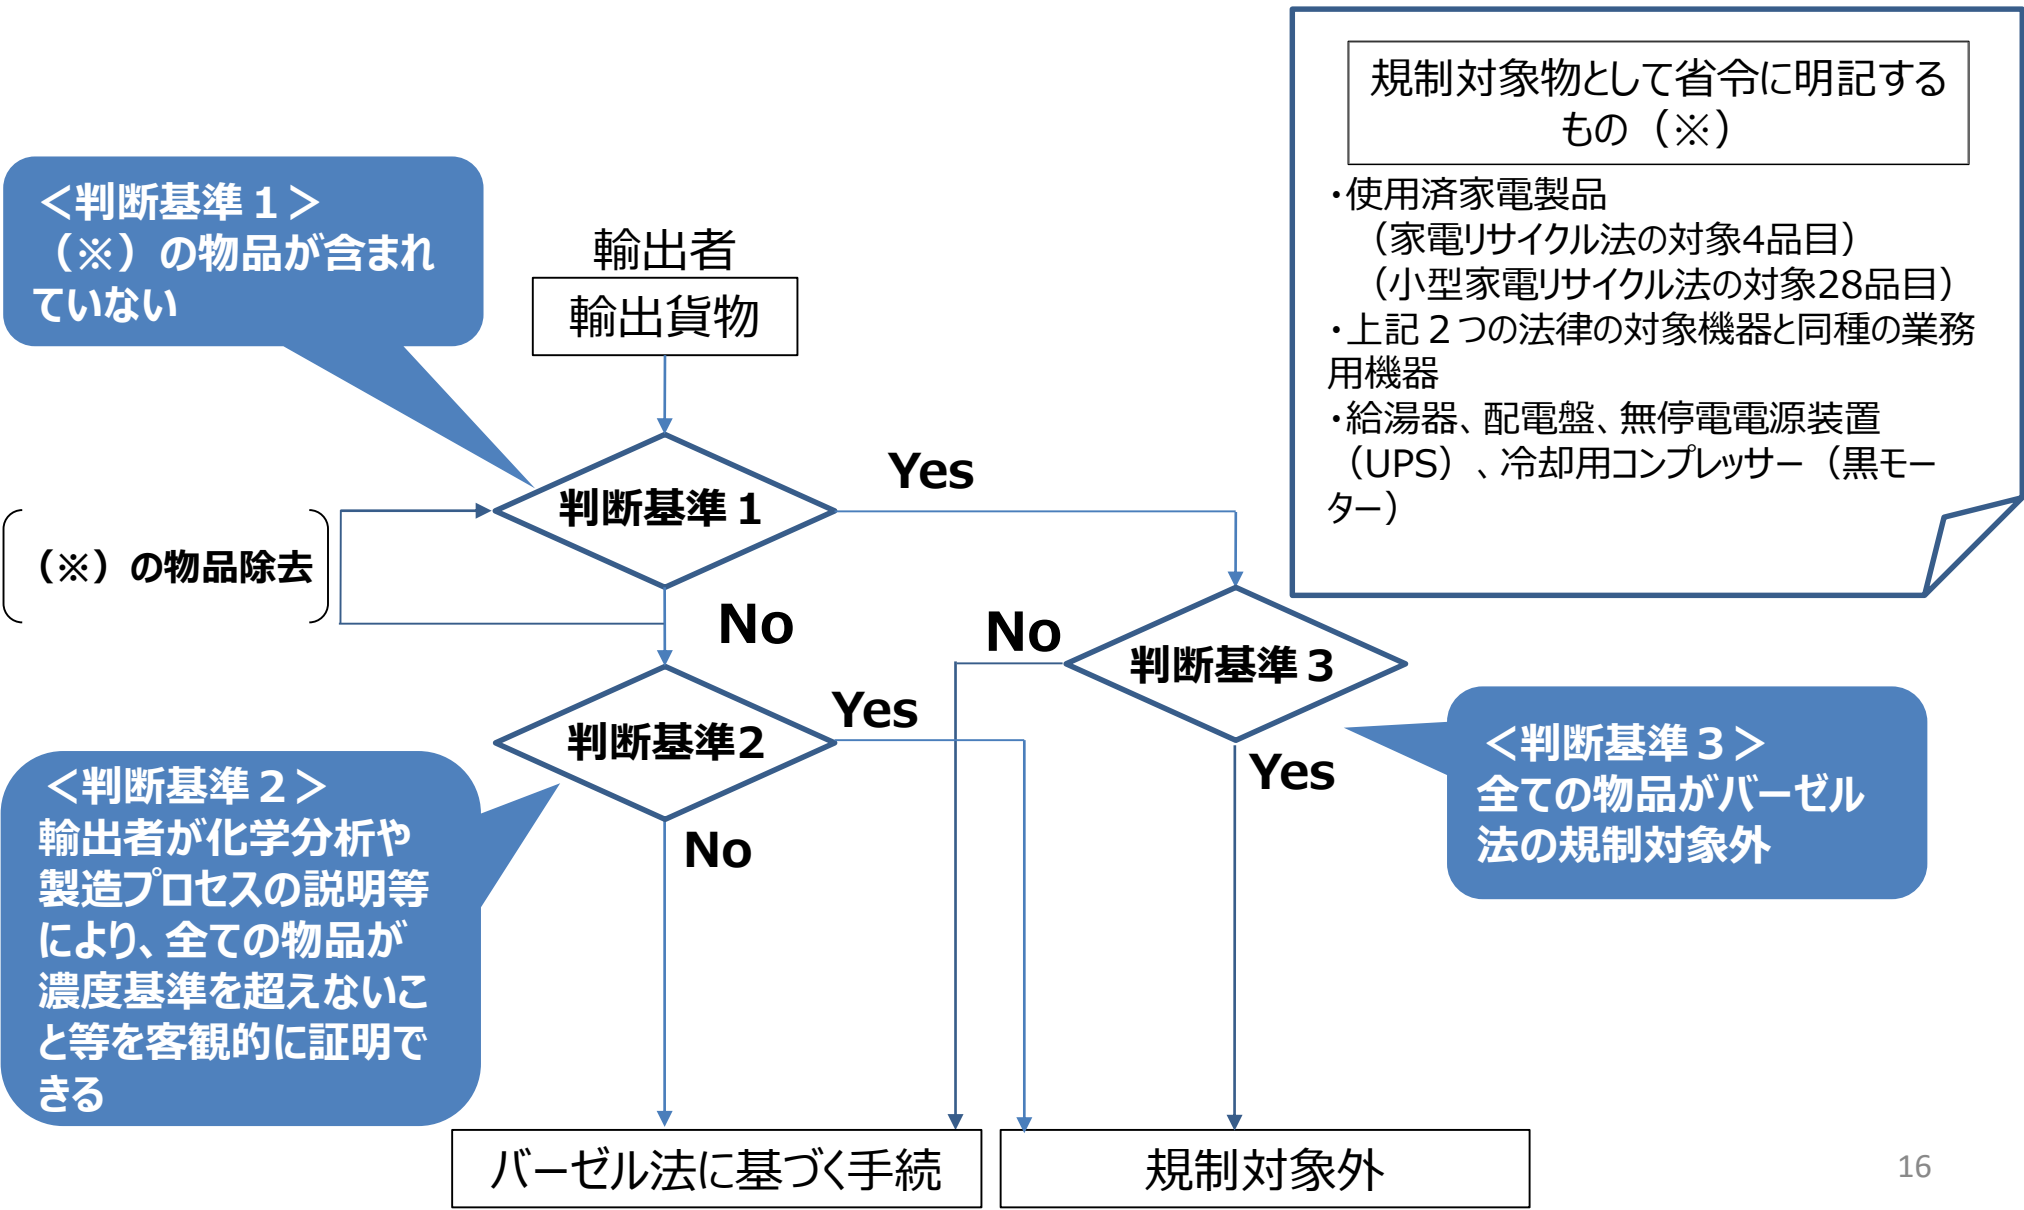 規制対象物として省令に明記する
もの（※）
・使用済家電製品
（家電リサイクル法の対象4品目）
（小型家電リサイクル法の対象28品目）
・上記２つの法律の対象機器と同種の業務
用機器
・給湯器、配電盤、無停電電源装置
（UPS）、冷却用コンプレッサー（黒モー
ター）
＜判断基準１＞
（※）の物品が含まれ
ていない
輸出者
輸出貨物
判断基準１
Yes
（※）の物品除去
No
No
判断基準３
判断基準2
Yes
Yes
No
＜判断基準３＞
全ての物品がバーゼル
法の規制対象外
＜判断基準２＞
輸出者が化学分析や
製造プロセスの説明等
により、全ての物品が
濃度基準を超えないこ
と等を客観的に証明で
きる
バーゼル法に基づく手続
規制対象外
16